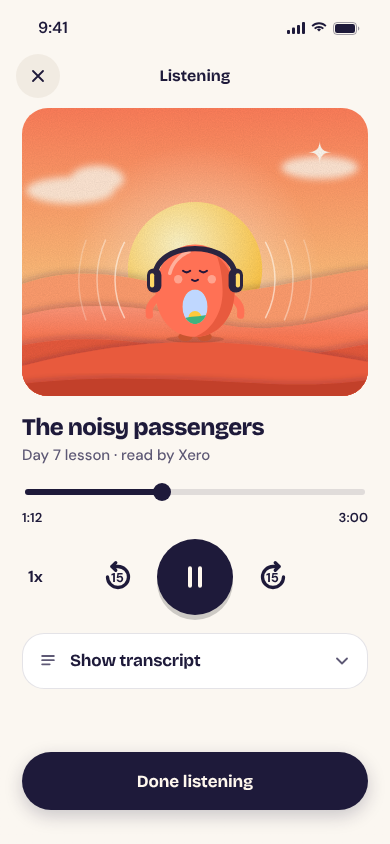 9:41
Listening
The noisy passengers
Day 7 lesson · read by Xero
1:12
3:00
1x
15
15
Show transcript
Done listening